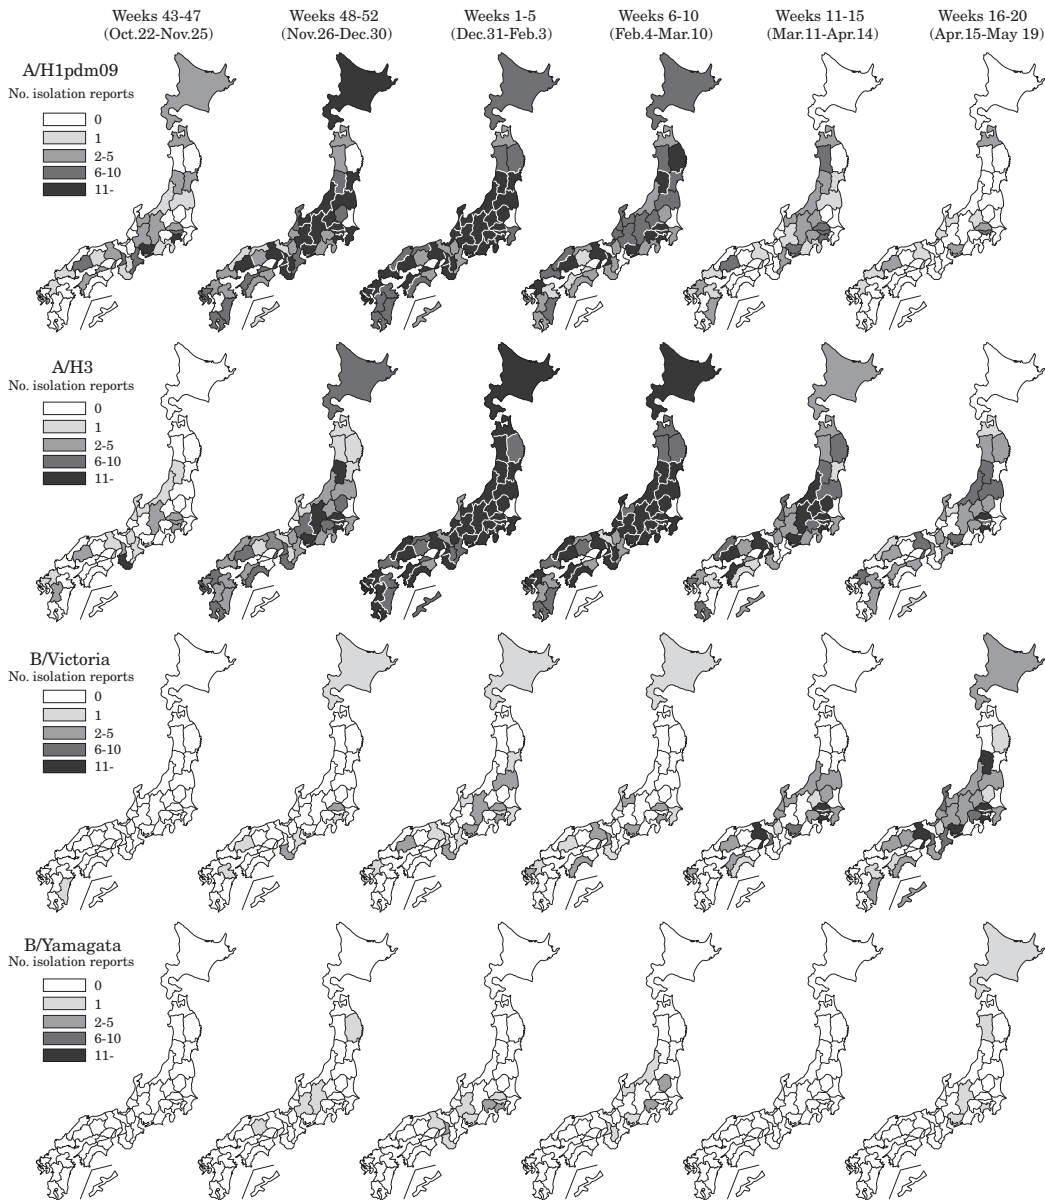 Weeks 43-47
(Oct.22-Nov.25)
Weeks 48-52
(Nov.26-Dec.30)
Weeks 1-5
(Dec.31-Feb.3)
Weeks 6-10
(Feb.4-Mar.10)
Weeks 11-15
(Mar.11-Apr.14)
Weeks 16-20
(Apr.15-May 19)
A/H1pdm09
No. isolation reports
0
1
2-5
6-10
11-
A/H3
No. isolation reports
0
1
2-5
6-10
11-
B/Victoria
No. isolation reports
0
1
2-5
6-10
11-
B/Yamagata
No. isolation reports
0
1
2-5
6-10
11-